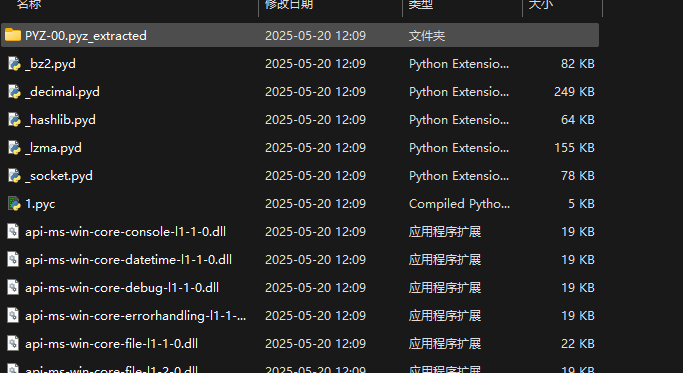 名称 修改日期 类型 大小
PYZ-00.pyz_extracted 2025-05-20 12:09 文件夹
_bz2.pyd 2025-05-20 12:09 Python Extensio... 82 KB
_decimal.pyd 2025-05-20 12:09 Python Extensio... 249 KB
_hashlib.pyd 2025-05-20 12:09 Python Extensio... 64 KB
_lzma.pyd 2025-05-20 12:09 Python Extensio... 155 KB
_socket.pyd 2025-05-20 12:09 Python Extensio... 78 KB
1.pyc 2025-05-20 12:09 Compiled Pytho... 5 KB
api-ms-win-core-console-l1-1-0.dll 2025-05-20 12:09 应用程序扩展 19 KB
api-ms-win-core-datetime-l1-1-0.dll 2025-05-20 12:09 应用程序扩展 19 KB
api-ms-win-core-debug-l1-1-0.dll 2025-05-20 12:09 应用程序扩展 19 KB
api-ms-win-core-errorhandling-l1-1-... 2025-05-20 12:09 应用程序扩展 19 KB
api-ms-win-core-file-l1-1-0.dll 2025-05-20 12:09 应用程序扩展 22 KB
api-ms-win-core-file-l1-2-0.dll 2025-05-20 12:09 应用程序扩展 19 KB